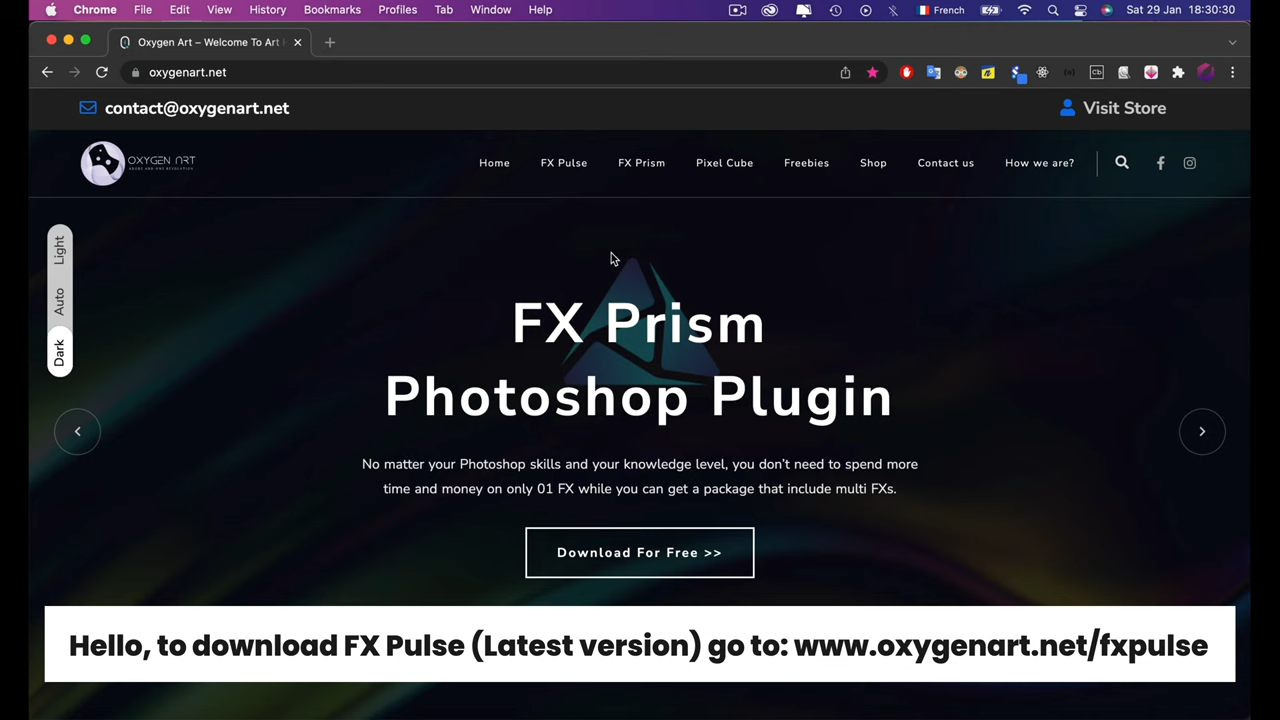 Chrome File Edit View History Bookmarks Profiles Tab Window Help French Sat 29 Jan 18:30:30
Oxygen Art – Welcome To Art
oxygenart.net
contact@oxygenart.net Visit Store
OXYGEN ART Home FX Pulse FX Prism Pixel Cube Freebies Shop Contact us How we are?
Light
Auto
Dark
FX Prism
Photoshop Plugin
No matter your Photoshop skills and your knowledge level, you don't need to spend more
time and money on only 01 FX while you can get a package that include multi FXs.
Download For Free >>
Hello, to download FX Pulse (Latest version) go to: www.oxygenart.net/fxpulse